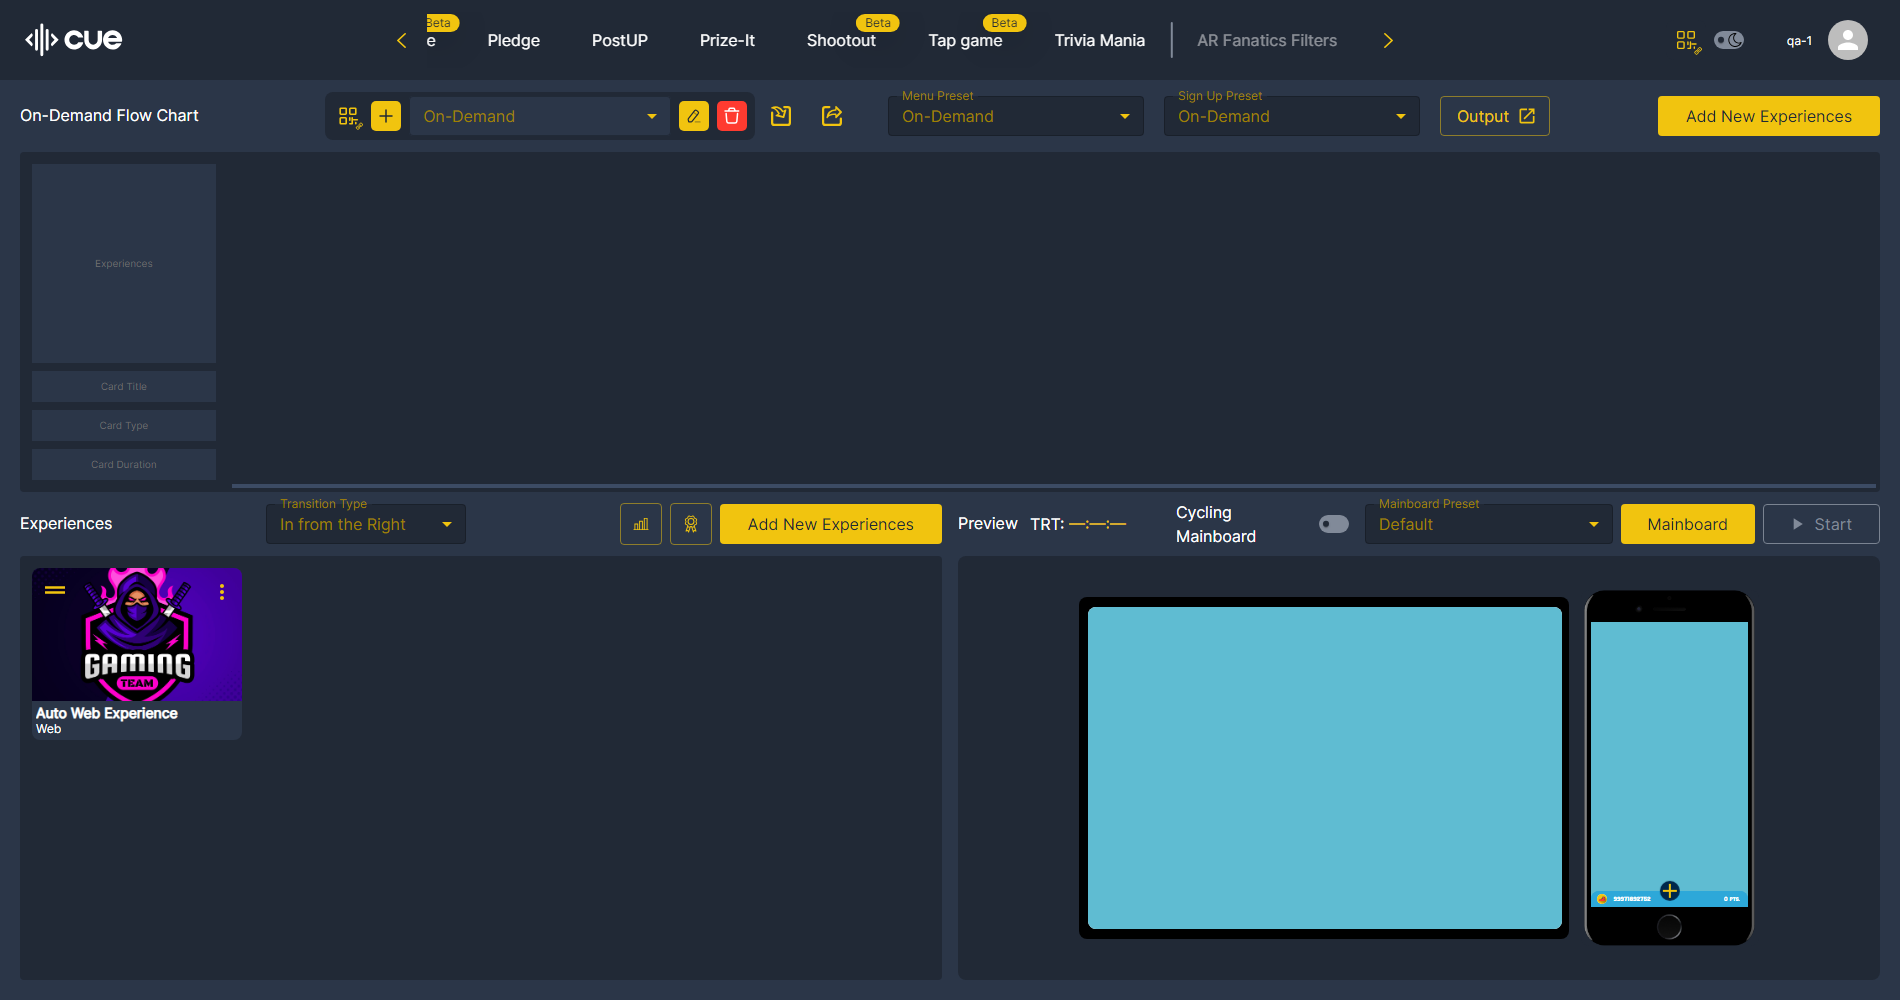 cue
e
Beta
Pledge
PostUP
Prize-It
Shootout
Beta
Tap game
Beta
Trivia Mania
AR Fanatics Filters
qa-1
On-Demand Flow Chart
On-Demand
Menu Preset
On-Demand
Sign Up Preset
On-Demand
Output
Add New Experiences
Experiences
Card Title
Card Type
Card Duration
Experiences
Transition Type
In from the Right
Add New Experiences
Preview
TRT: —:—:—
Cycling
Mainboard
Mainboard Preset
Default
Mainboard
Start
GAMING
TEAM
Auto Web Experience
Web
0 PTS.